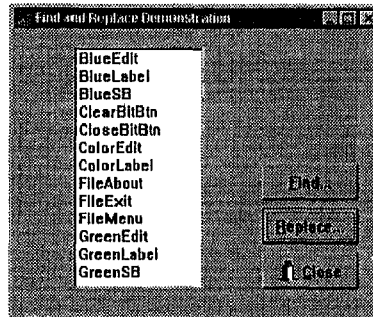 Find and Replace Demonstration
BlueEdit
BlueLabel
BlueSB
ClearBitBtn
CloseBitBtn
ColorEdit
ColorLabel
FileAbout
FileExit
FileMenu
GreenEdit
GreenLabel
GreenSB
Find...
Replace...
Close